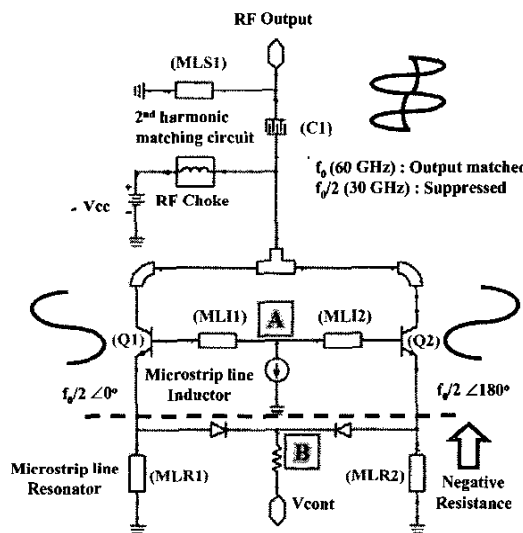 RF Output
(MLS1)
2nd harmonic
matching circuit
(C1)
f0 (60 GHz) : Output matched
f0/2 (30 GHz) : Suppressed
RF Choke
Vcc
+
-
(Q1)
(MLI1)
A
(MLI2)
(Q2)
Microstrip line
Inductor
f0/2 ∠0°
f0/2 ∠180°
Microstrip line
Resonator
(MLR1)
B
(MLR2)
Negative
Resistance
Vcont